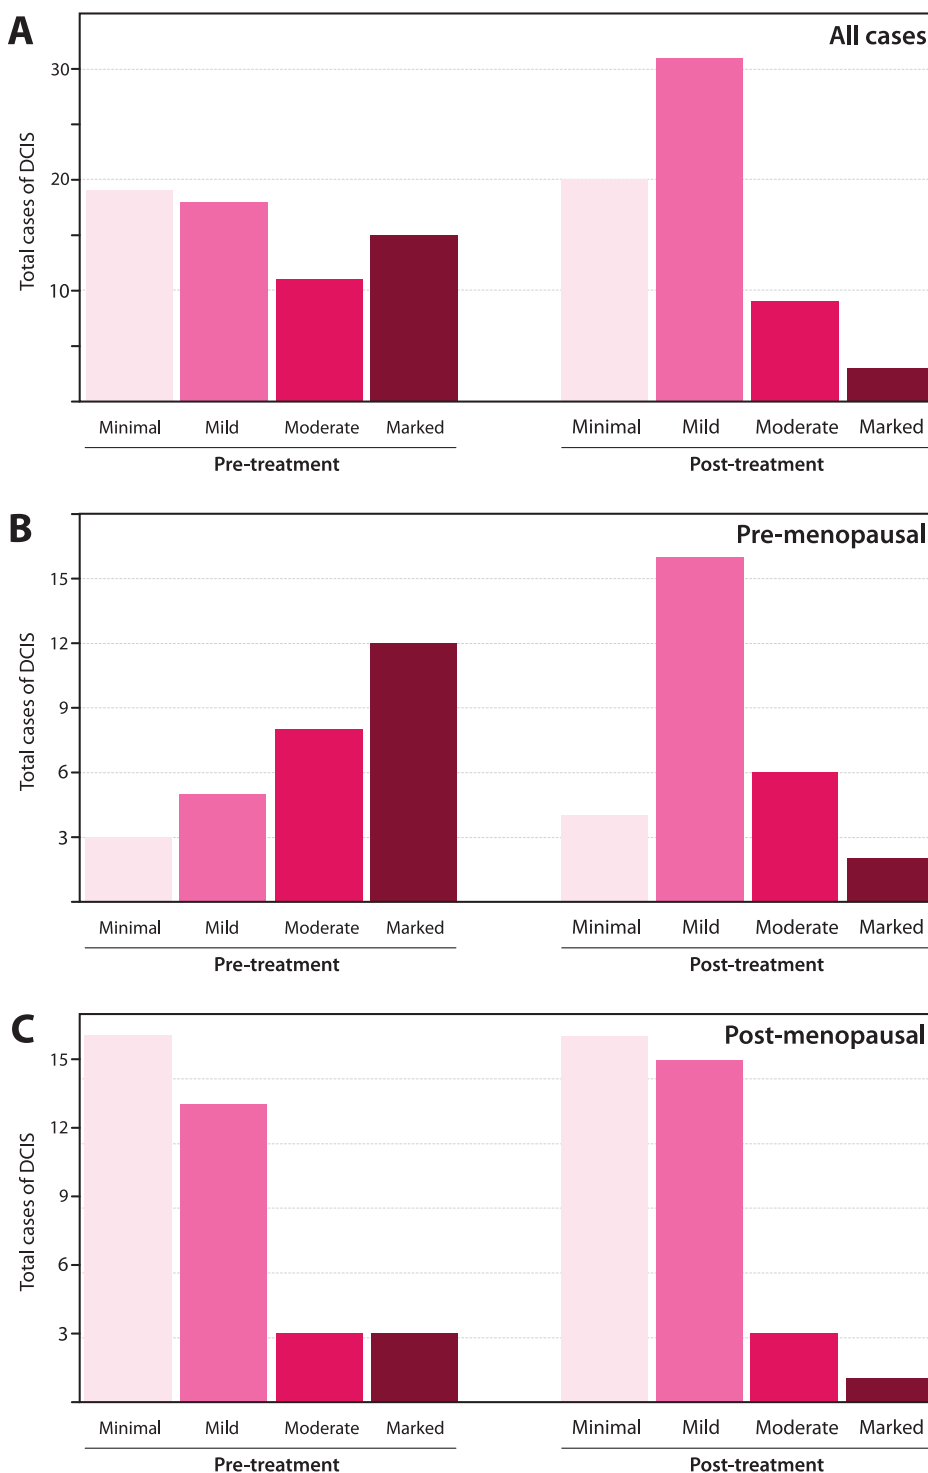 A
All cases
Total cases of DCIS
30
20
10
Minimal Mild Moderate Marked Minimal Mild Moderate Marked
Pre-treatment Post-treatment
B
Pre-menopausal
Total cases of DCIS
15
12
9
6
3
Minimal Mild Moderate Marked Minimal Mild Moderate Marked
Pre-treatment Post-treatment
C
Post-menopausal
Total cases of DCIS
15
12
9
6
3
Minimal Mild Moderate Marked Minimal Mild Moderate Marked
Pre-treatment Post-treatment